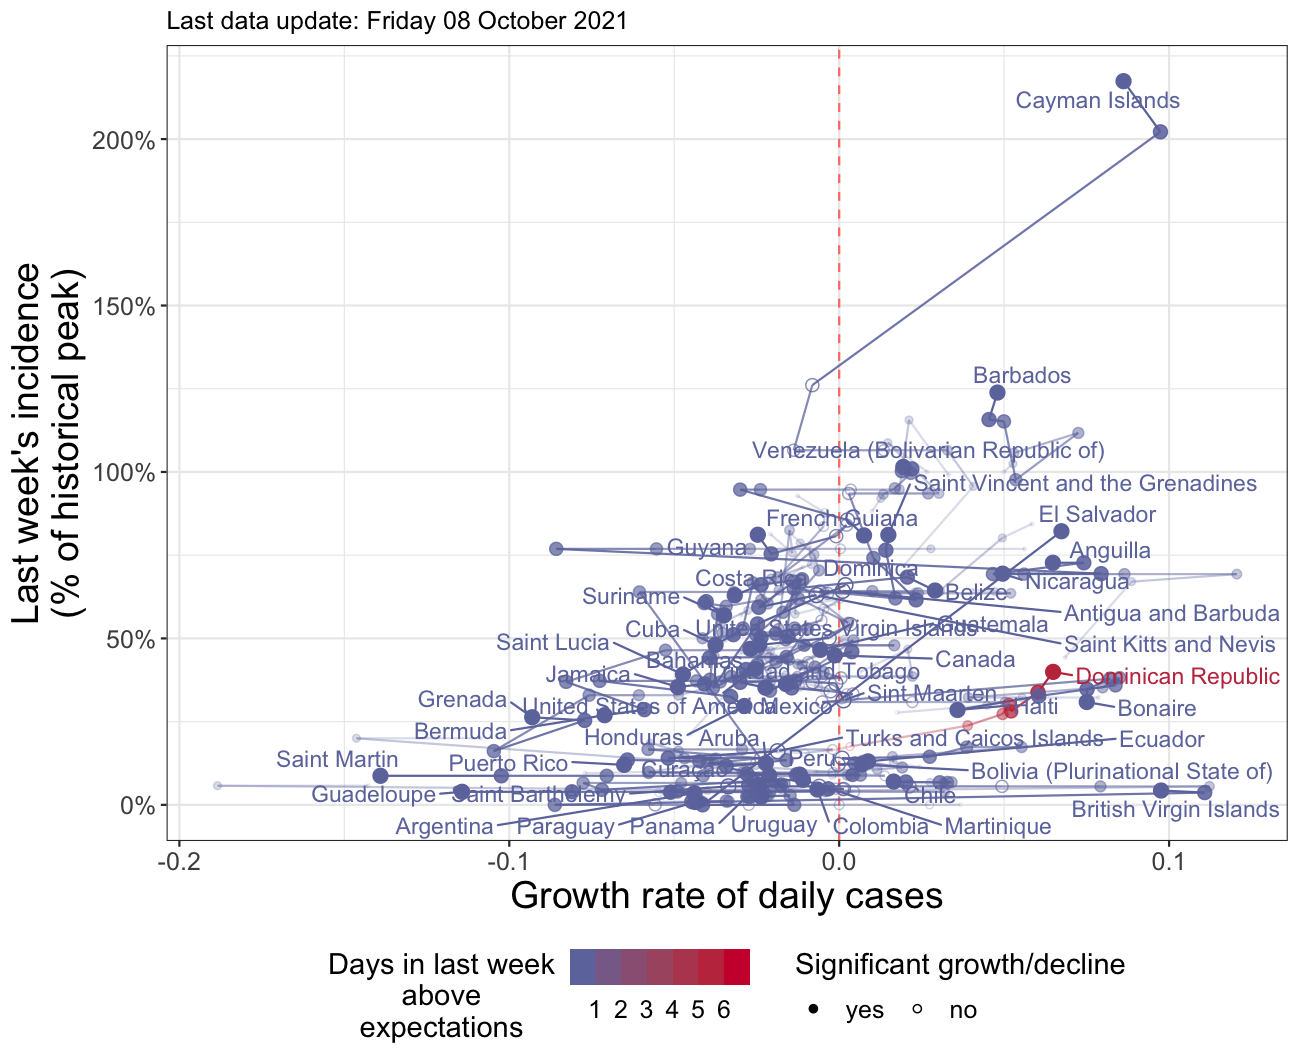 Last data update: Friday 08 October 2021
Last week's incidence
(% of historical peak)
200%
150%
100%
50%
0%
Cayman Islands
Barbados
Venezuela (Bolivarian Republic of)
Saint Vincent and the Grenadines
El Salvador
French Guiana
Guyana
Anguilla
Dominica
Costa Rica
Nicaragua
Suriname
Belize
Antigua and Barbuda
Cuba
United States Virgin Islands
Guatemala
Saint Lucia
Saint Kitts and Nevis
Bahamas
Canada
Jamaica
Trinidad and Tobago
Dominican Republic
Grenada
United States of America
Mexico
Sint Maarten
Haiti
Bonaire
Bermuda
Honduras
Aruba
Turks and Caicos Islands
Ecuador
Saint Martin
Puerto Rico
Curaçao
Peru
Bolivia (Plurinational State of)
Guadeloupe
Saint Barthélemy
Chile
British Virgin Islands
Argentina
Paraguay
Panama
Uruguay
Colombia
Martinique
-0.2
-0.1
0.0
0.1
Growth rate of daily cases
Days in last week
above
expectations
1 2 3 4 5 6
Significant growth/decline
yes
no